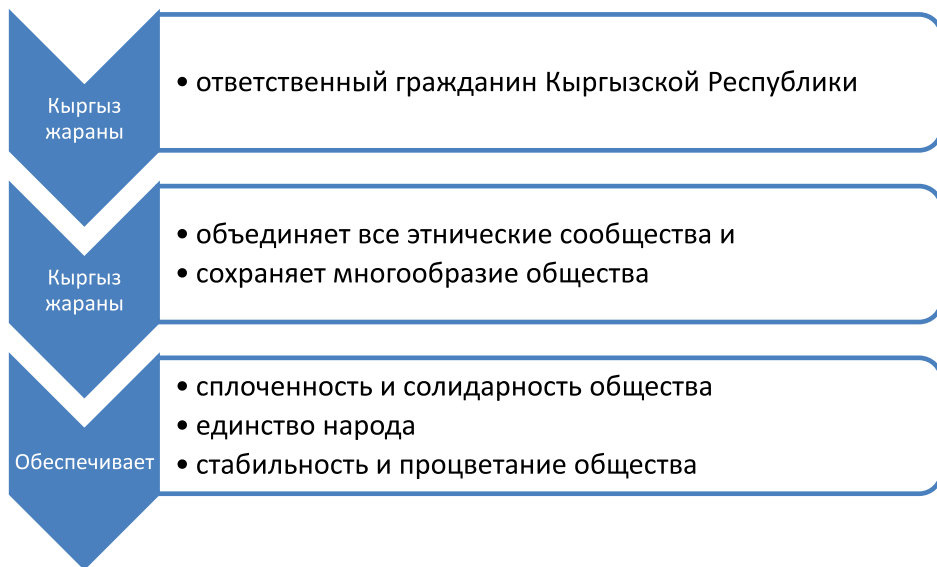 Кыргыз
жараны
• ответственный гражданин Кыргызской Республики
Кыргыз
жараны
• объединяет все этнические сообщества и
• сохраняет многообразие общества
Обеспечивает
• сплоченность и солидарность общества
• единство народа
• стабильность и процветание общества